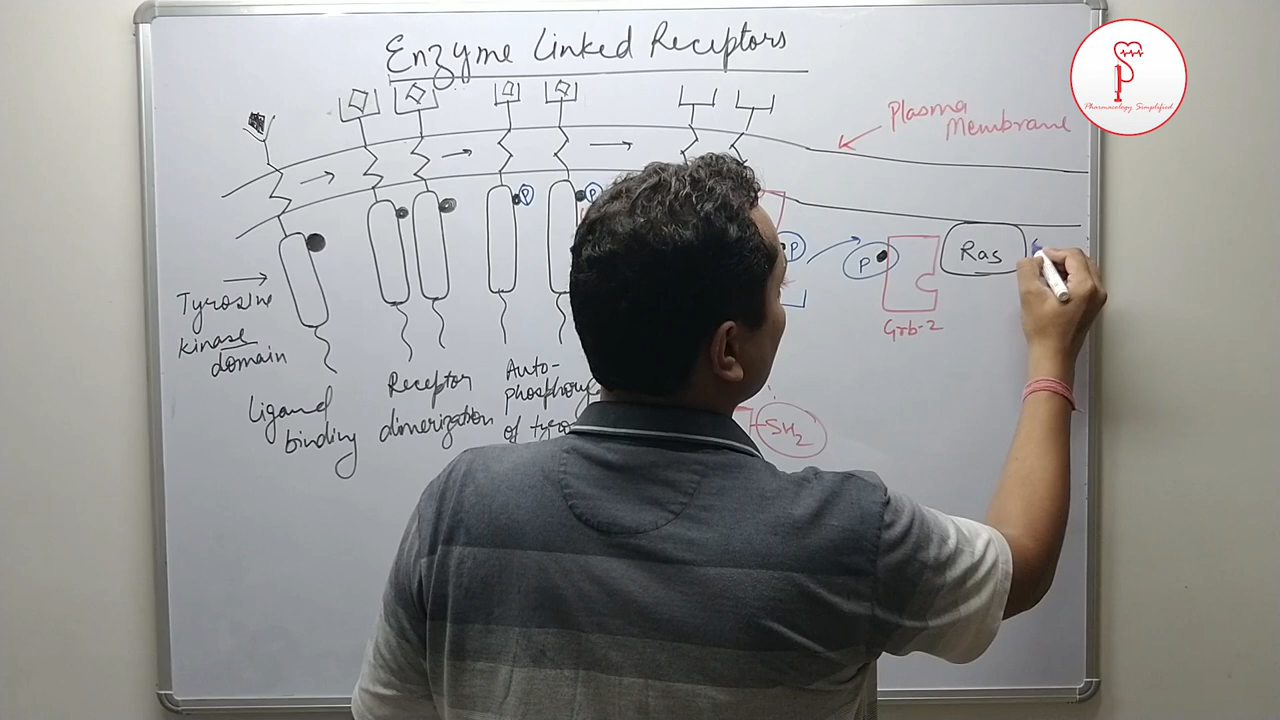 Enzyme Linked Receptors
Pharmacology Simplified
Plasma
Membrane
P
P
P
P
Ras
Grb-2
Tyrosine
kinase
domain
Ligand
binding
Receptor
dimerization
Auto-
of
SH2